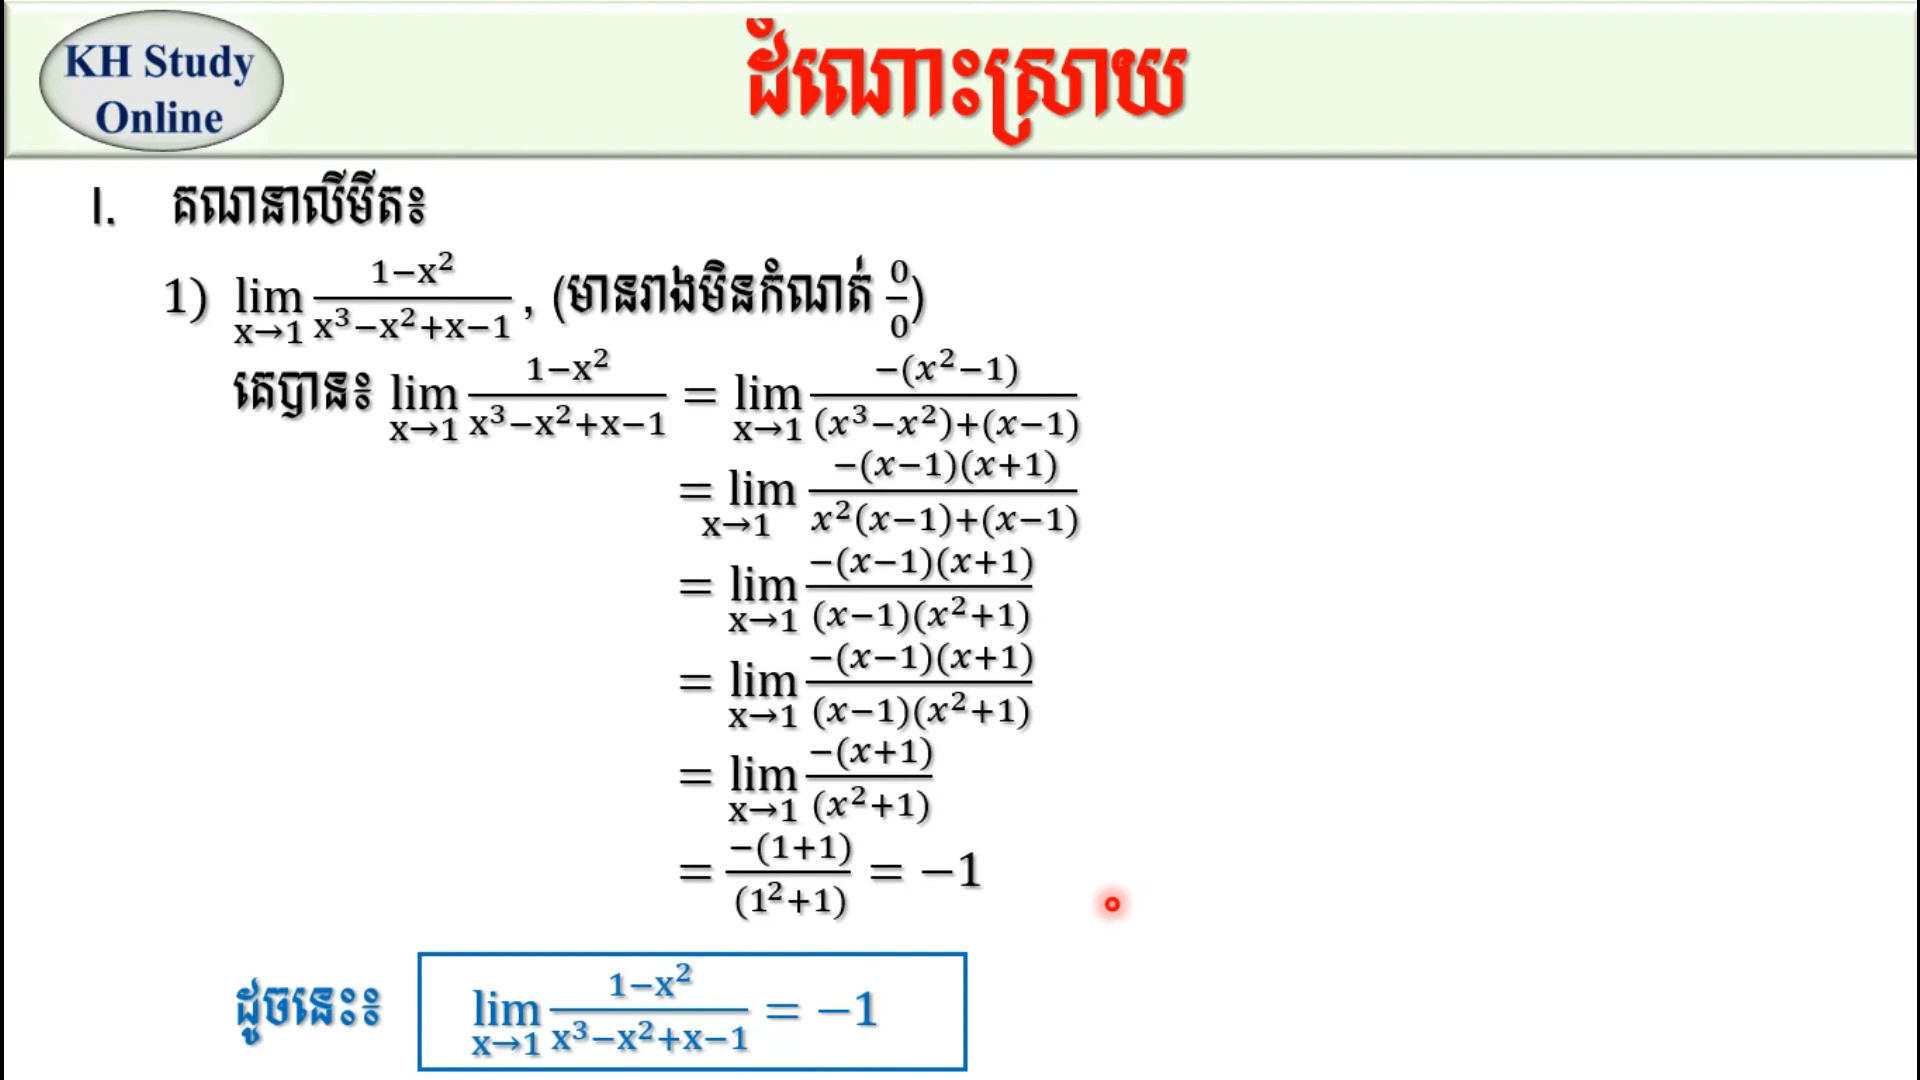 KH Study
Online
ដំណោះស្រាយ
I. គណនាលីមីត៖
1) lim x→1 (1−x²)/(x³−x²+x−1) , (មានរាងមិនកំណត់ 0/0)
គេបាន៖ lim x→1 (1−x²)/(x³−x²+x−1) = lim x→1 −(x²−1)/((x³−x²)+(x−1))
= lim x→1 −(x−1)(x+1)/(x²(x−1)+(x−1))
= lim x→1 −(x−1)(x+1)/((x−1)(x²+1))
= lim x→1 −(x−1)(x+1)/((x−1)(x²+1))
= lim x→1 −(x+1)/(x²+1)
= −(1+1)/(1²+1) = −1
ដូចនេះ៖ lim x→1 (1−x²)/(x³−x²+x−1) = −1